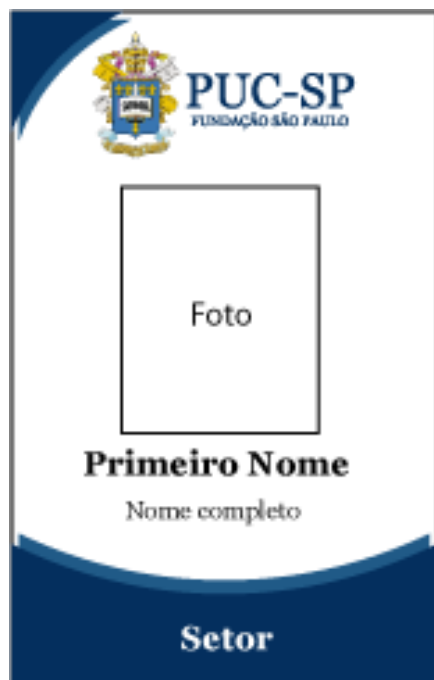 PUC-SP
FUNDAÇÃO SÃO PAULO
Foto
Primeiro Nome
Nome completo
Setor